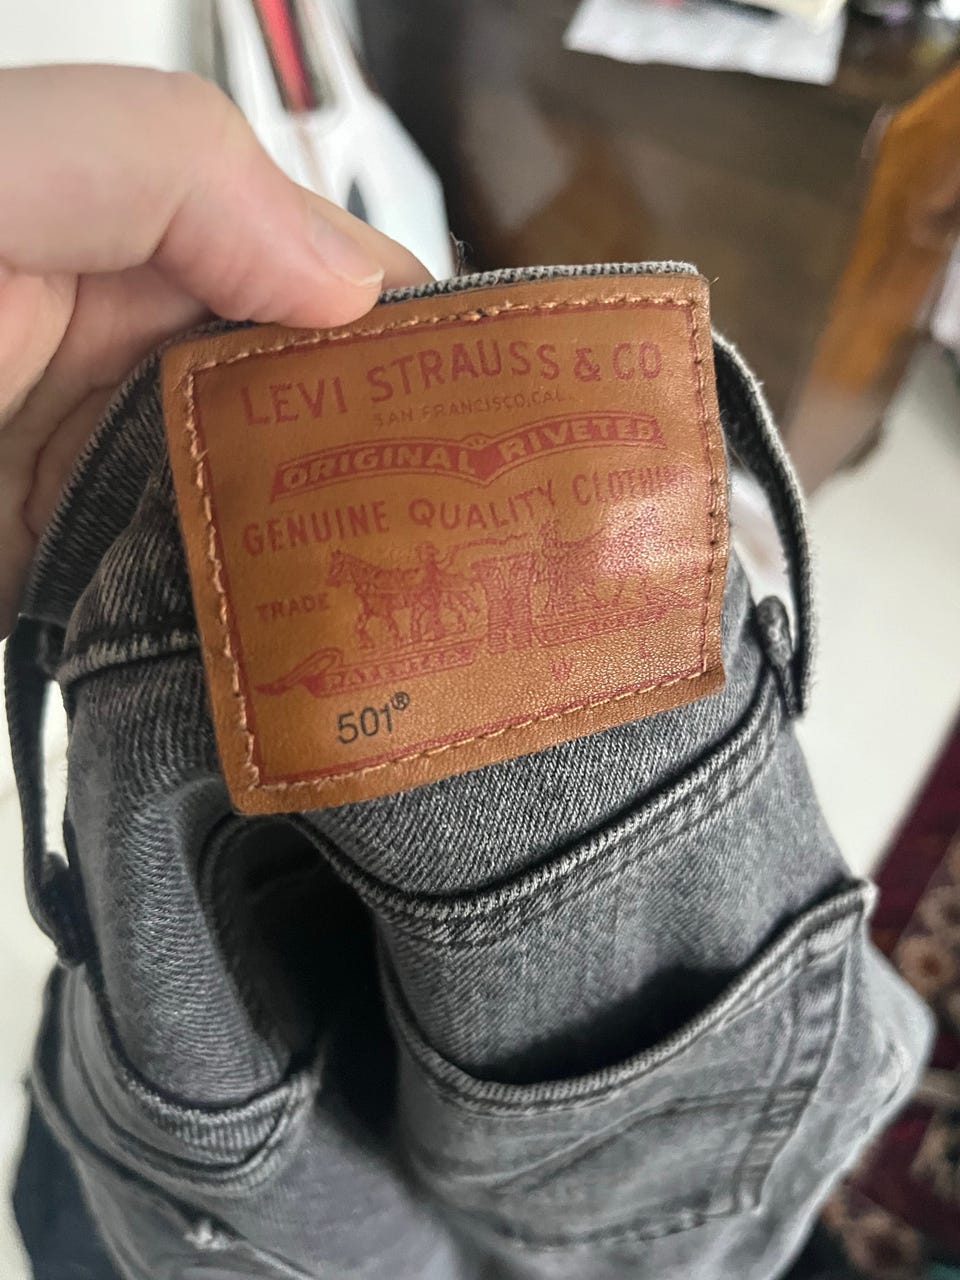 LEVI STRAUSS & CO
SAN FRANCISCO, CAL.
ORIGINAL RIVETED
GENUINE QUALITY CLOTHING
TRADE
W L
501®